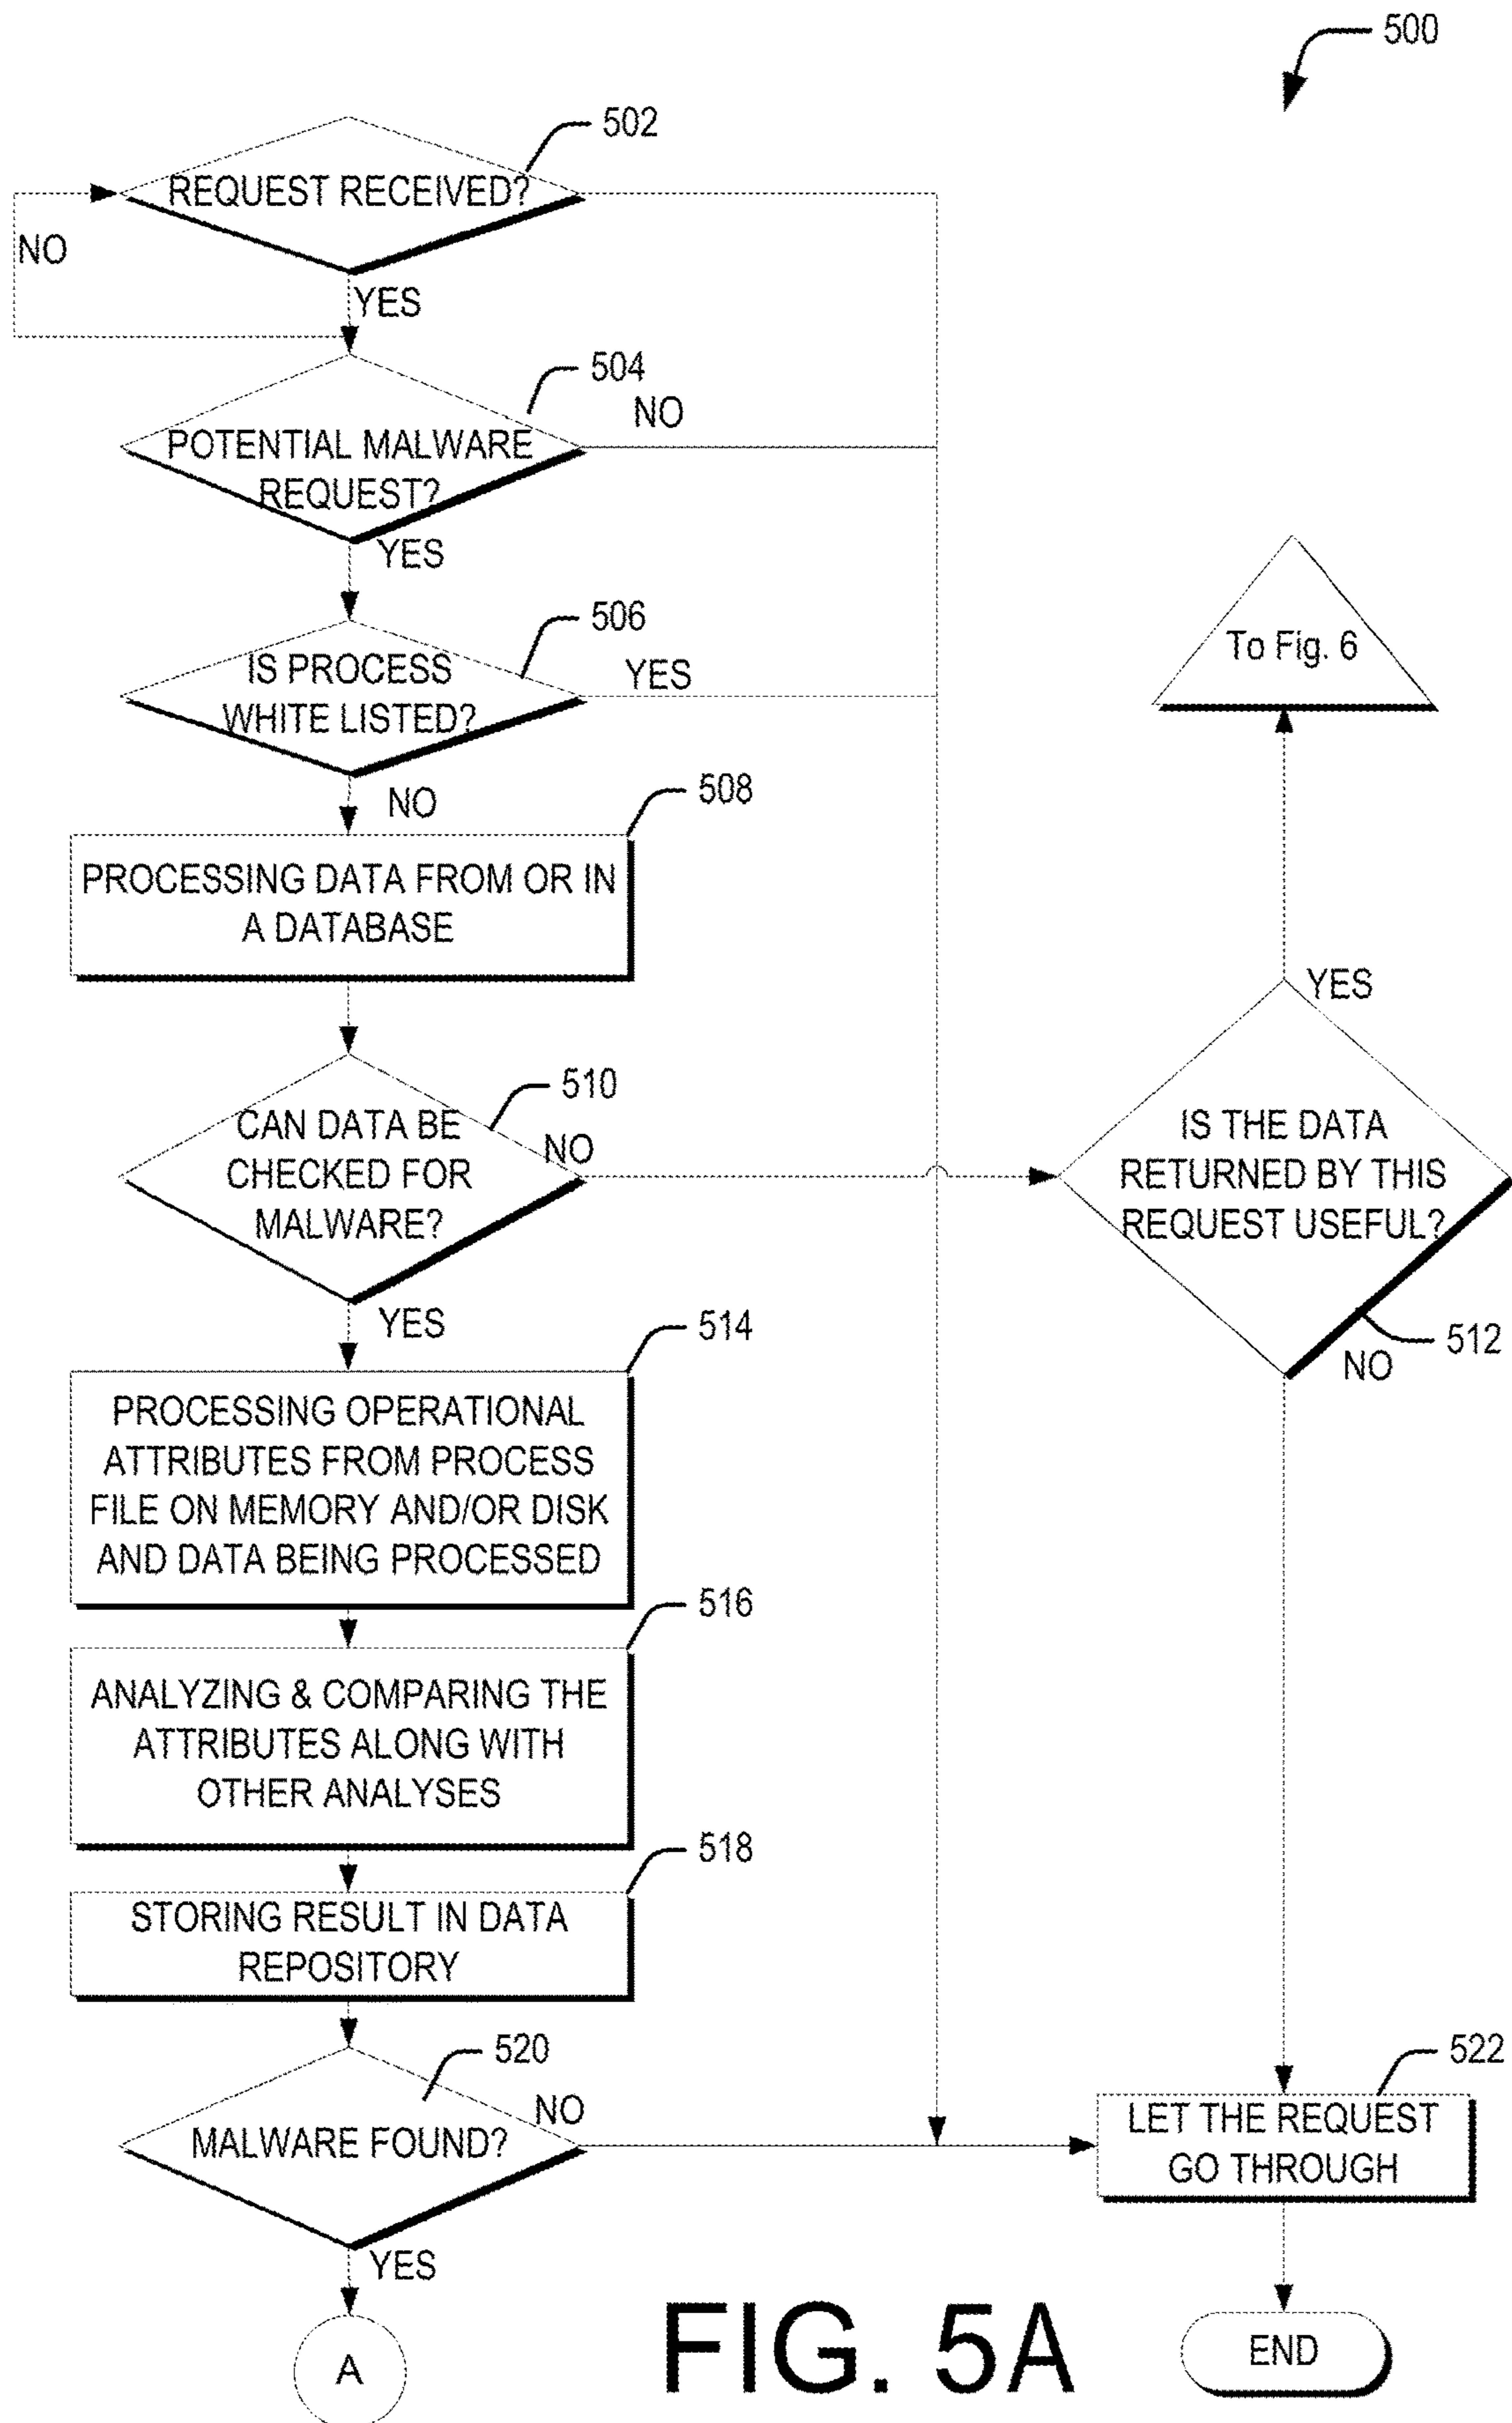 500
502
REQUEST RECEIVED?
NO
YES
504
NO
POTENTIAL MALWARE
REQUEST?
YES
506
IS PROCESS
WHITE LISTED?
YES
NO
508
PROCESSING DATA FROM OR IN
A DATABASE
To Fig. 6
510
CAN DATA BE
CHECKED FOR
MALWARE?
NO
YES
YES
IS THE DATA
RETURNED BY THIS
REQUEST USEFUL?
512
NO
514
PROCESSING OPERATIONAL
ATTRIBUTES FROM PROCESS
FILE ON MEMORY AND/OR DISK
AND DATA BEING PROCESSED
516
ANALYZING & COMPARING THE
ATTRIBUTES ALONG WITH
OTHER ANALYSES
518
STORING RESULT IN DATA
REPOSITORY
520
MALWARE FOUND?
NO
YES
522
LET THE REQUEST
GO THROUGH
A
END
FIG. 5A